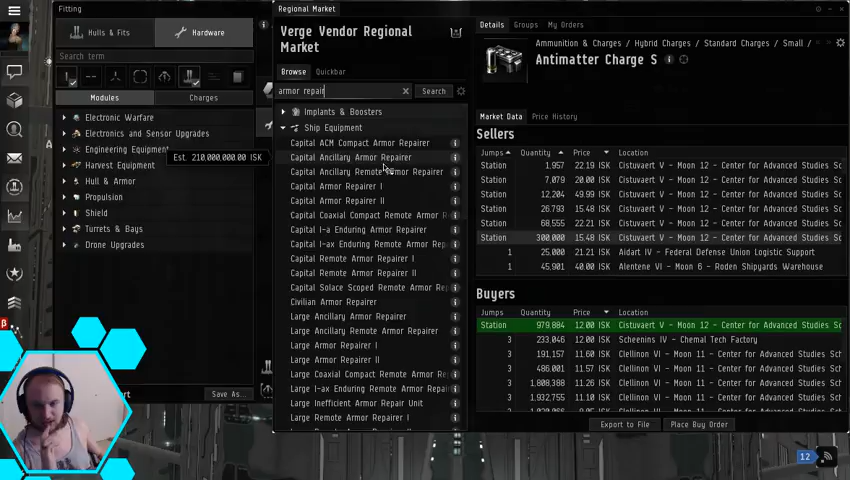 Fitting
Hulls & Fits
Hardware
Search term
Modules
Charges
Electronic Warfare
Electronics and Sensor Upgrades
Engineering Equipment
Harvest Equipment
Hull & Armor
Propulsion
Shield
Turrets & Bays
Drone Upgrades
Est. 210,000,000.00 ISK
Save As...
β
Regional Market
Verge Vendor Regional
Market
Browse
Quickbar
armor repair
Search
Implants & Boosters
Ship Equipment
Capital ACM Compact Armor Repairer
Capital Ancillary Armor Repairer
Capital Ancillary Remote Armor Repairer
Capital Armor Repairer I
Capital Armor Repairer II
Capital Coaxial Compact Remote Armor R
Capital I-a Enduring Armor Repairer
Capital I-ax Enduring Remote Armor Rep
Capital Remote Armor Repairer I
Capital Remote Armor Repairer II
Capital Solace Scoped Remote Armor Re
Civilian Armor Repairer
Large Ancillary Armor Repairer
Large Ancillary Remote Armor Repairer
Large Armor Repairer I
Large Armor Repairer II
Large Coaxial Compact Remote Armor Rep
Large I-ax Enduring Remote Armor Repai
Large Inefficient Armor Repair Unit
Large Remote Armor Repairer I
Details
Groups
My Orders
Ammunition & Charges / Hybrid Charges / Standard Charges / Small /
Antimatter Charge S
Market Data
Price History
Sellers
Jumps Quantity Price Location
Station 1,957 22.19 ISK Cistuvaert V - Moon 12 - Center for Advanced Studies Sc
Station 7,079 20.00 ISK Cistuvaert V - Moon 12 - Center for Advanced Studies Sc
Station 12,204 49.99 ISK Cistuvaert V - Moon 12 - Center for Advanced Studies Sc
Station 26,793 15.48 ISK Cistuvaert V - Moon 12 - Center for Advanced Studies Sc
Station 68,555 22.21 ISK Cistuvaert V - Moon 12 - Center for Advanced Studies Sc
Station 300,000 15.48 ISK Cistuvaert V - Moon 12 - Center for Advanced Studies Sc
1 25,000 21.21 ISK Aidart IV - Federal Defense Union Logistic Support
1 45,901 40.00 ISK Alentene VI - Moon 6 - Roden Shipyards Warehouse
Buyers
Jumps Quantity Price Location
Station 979,884 12.00 ISK Cistuvaert V - Moon 12 - Center for Advanced Studies Sc
3 233,046 12.00 ISK Scheenins IV - Chemal Tech Factory
3 191,157 11.60 ISK Clellinon VI - Moon 11 - Center for Advanced Studies Sch
3 486,001 11.57 ISK Clellinon VI - Moon 11 - Center for Advanced Studies Sch
3 1,808,388 11.26 ISK Clellinon VI - Moon 11 - Center for Advanced Studies Sch
3 1,932,755 11.10 ISK Clellinon VI - Moon 11 - Center for Advanced Studies Sch
Export to File
Place Buy Order
12